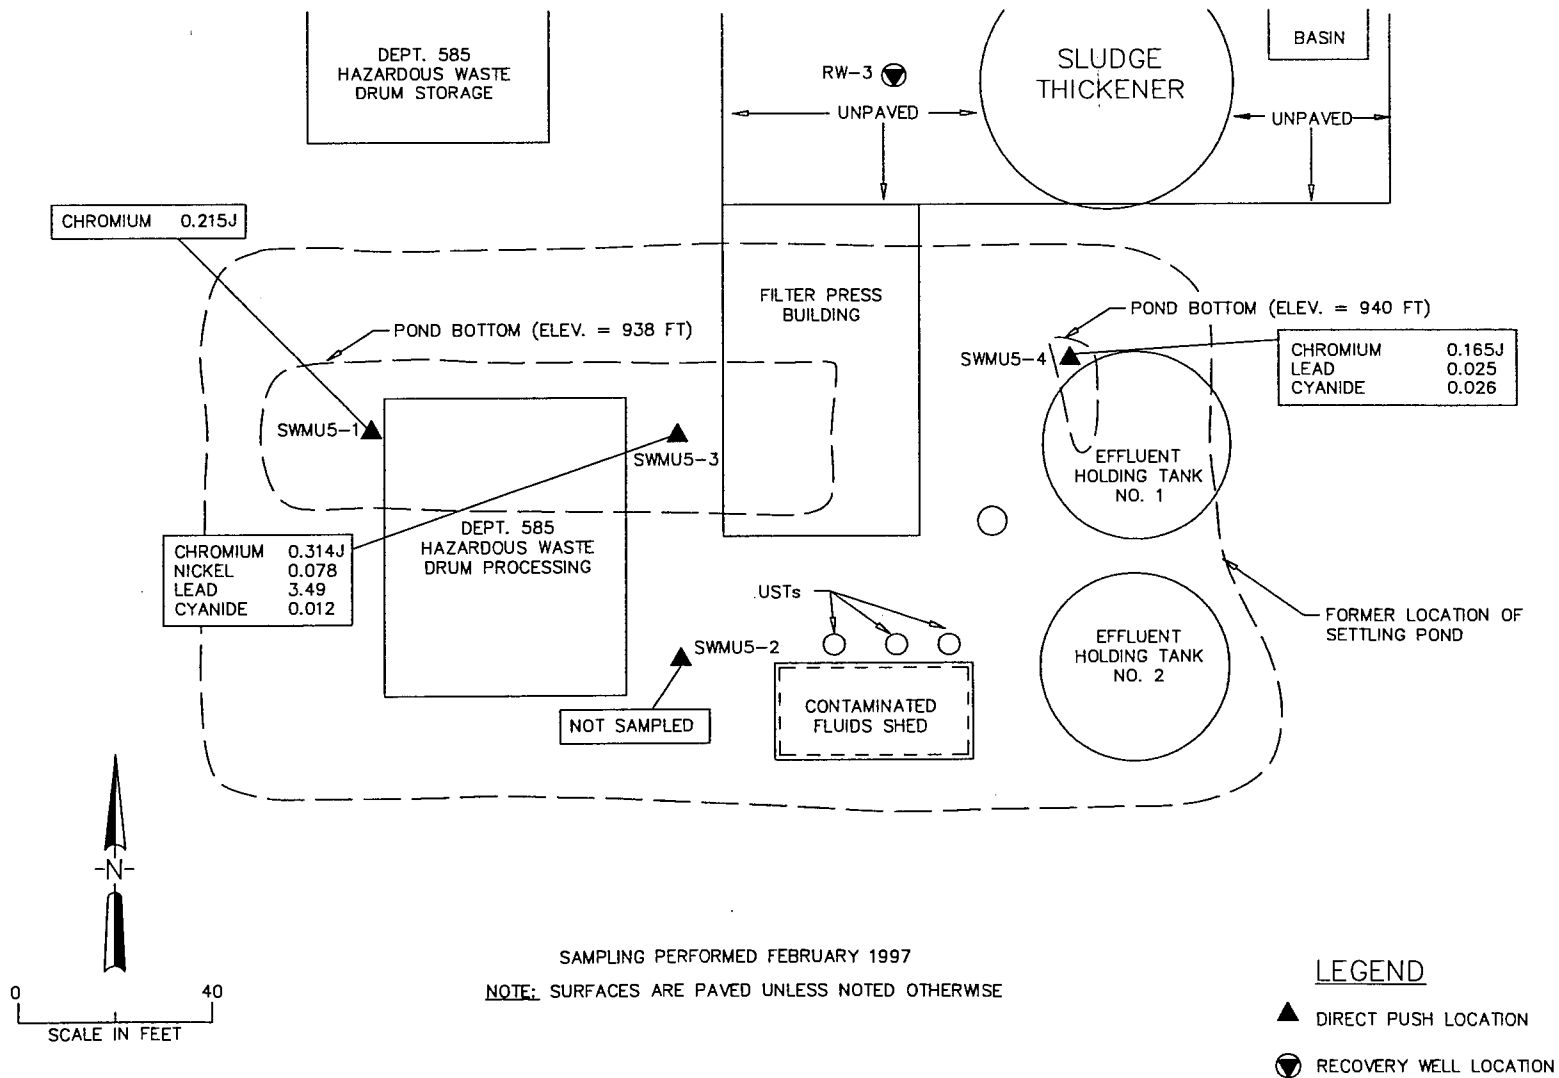 DEPT. 585
HAZARDOUS WASTE
DRUM STORAGE
RW-3
UNPAVED
SLUDGE
THICKENER
BASIN
UNPAVED
CHROMIUM 0.215J
FILTER PRESS
BUILDING
POND BOTTOM (ELEV. = 938 FT)
POND BOTTOM (ELEV. = 940 FT)
SWMU5-4
CHROMIUM 0.165J
LEAD 0.025
CYANIDE 0.026
SWMU5-1
SWMU5-3
EFFLUENT
HOLDING TANK
NO. 1
CHROMIUM 0.314J
NICKEL 0.078
LEAD 3.49
CYANIDE 0.012
DEPT. 585
HAZARDOUS WASTE
DRUM PROCESSING
USTs
FORMER LOCATION OF
SETTLING POND
SWMU5-2
EFFLUENT
HOLDING TANK
NO. 2
NOT SAMPLED
CONTAMINATED
FLUIDS SHED
-N-
SAMPLING PERFORMED FEBRUARY 1997
NOTE: SURFACES ARE PAVED UNLESS NOTED OTHERWISE
0 40
SCALE IN FEET
LEGEND
DIRECT PUSH LOCATION
RECOVERY WELL LOCATION